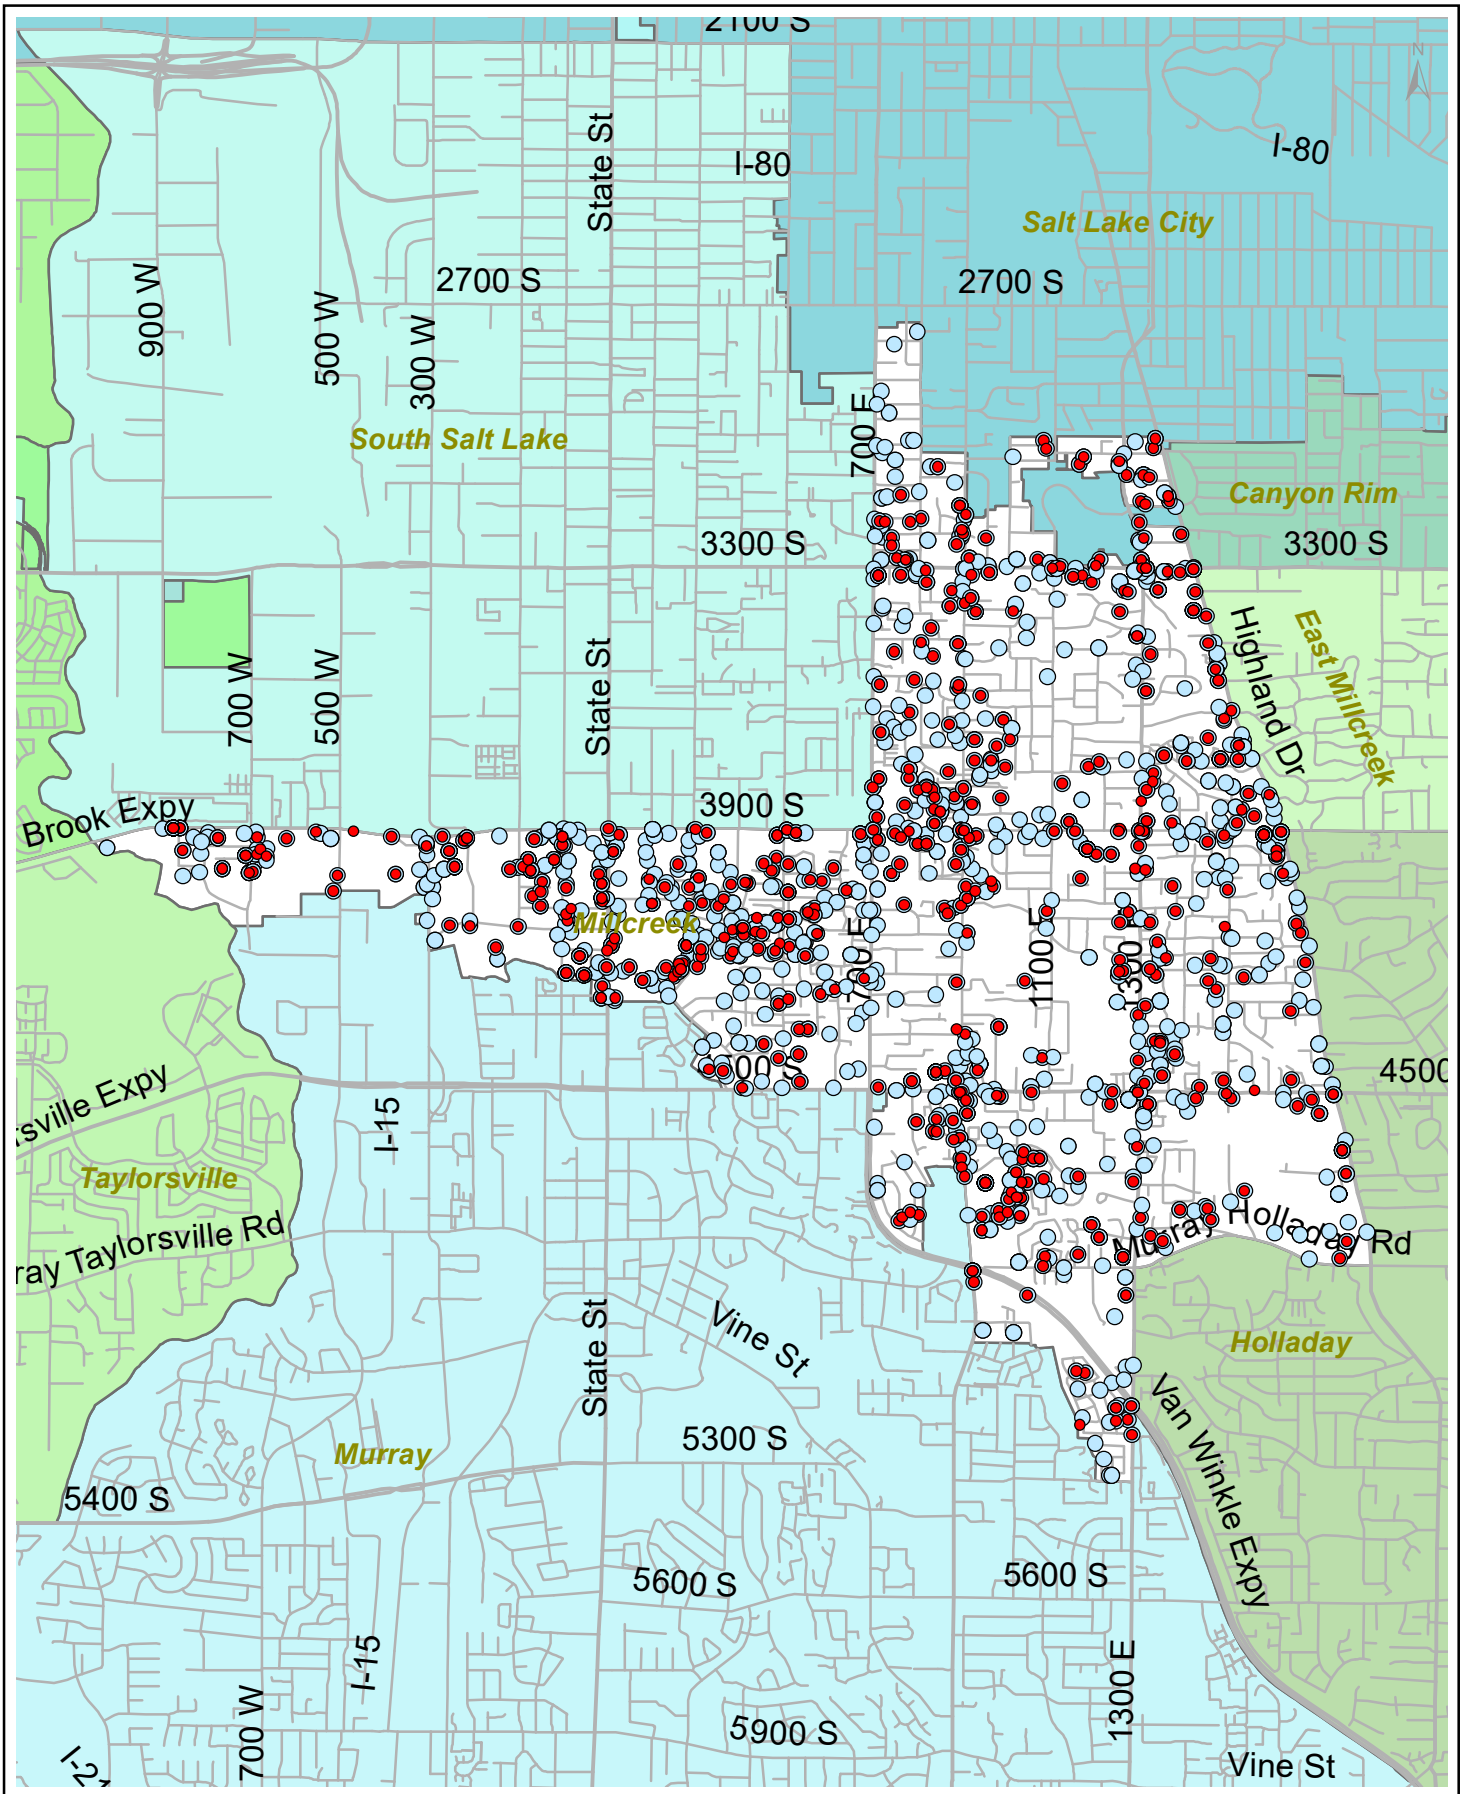 2100 S
N
I-80
I-80
State St
Salt Lake City
2700 S
2700 S
900 W
500 W
300 W
700 E
South Salt Lake
Canyon Rim
3300 S
3300 S
Highland Dr
East Millcreek
700 W
500 W
State St
3900 S
Brook Expy
Millcreek
700 E
1100 E
1300 E
4500 S
4500
rsville Expy
I-15
Taylorsville
ray Taylorsville Rd
Murray Holladay Rd
State St
Vine St
Holladay
Van Winkle Expy
5300 S
Murray
5400 S
5600 S
5600 S
I-15
1300 E
700 W
5900 S
I-21
Vine St